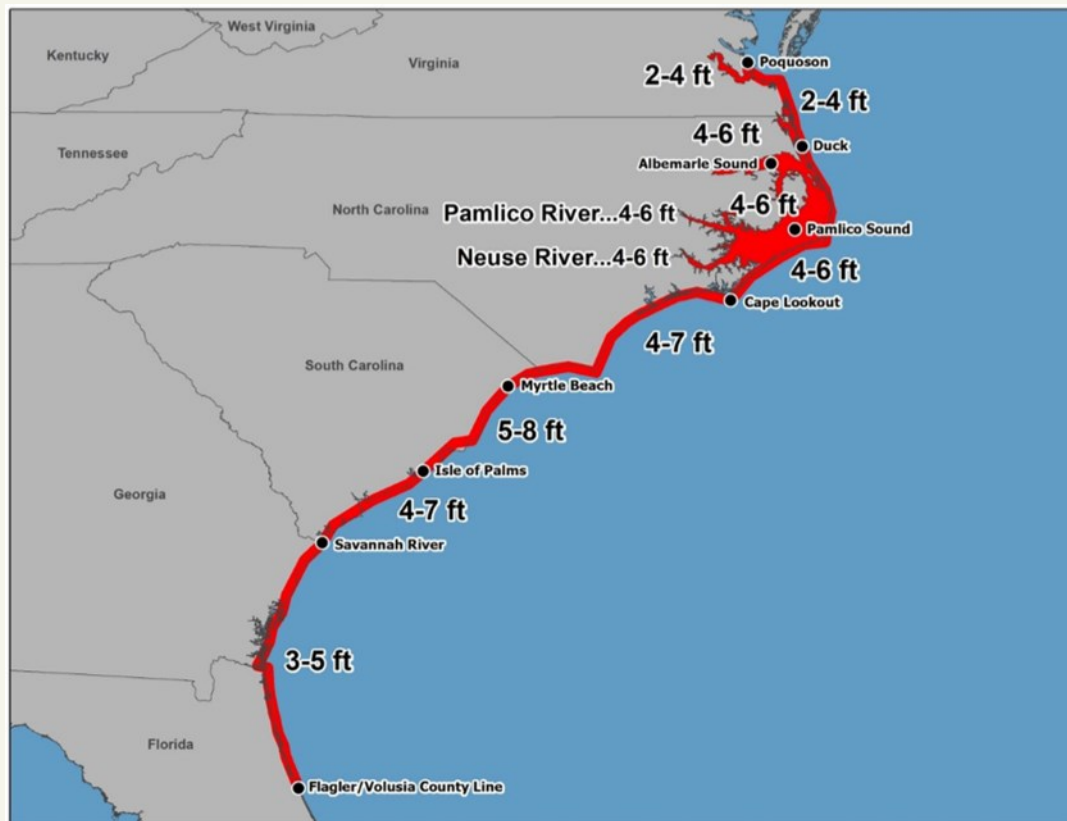 West Virginia
Kentucky
Virginia
Poquoson
2-4 ft
2-4 ft
4-6 ft
Duck
Tennessee
Albemarle Sound
North Carolina
4-6 ft
Pamlico River...4-6 ft
Pamlico Sound
Neuse River...4-6 ft
4-6 ft
Cape Lookout
4-7 ft
South Carolina
Myrtle Beach
5-8 ft
Isle of Palms
Georgia
4-7 ft
Savannah River
3-5 ft
Florida
Flagler/Volusia County Line